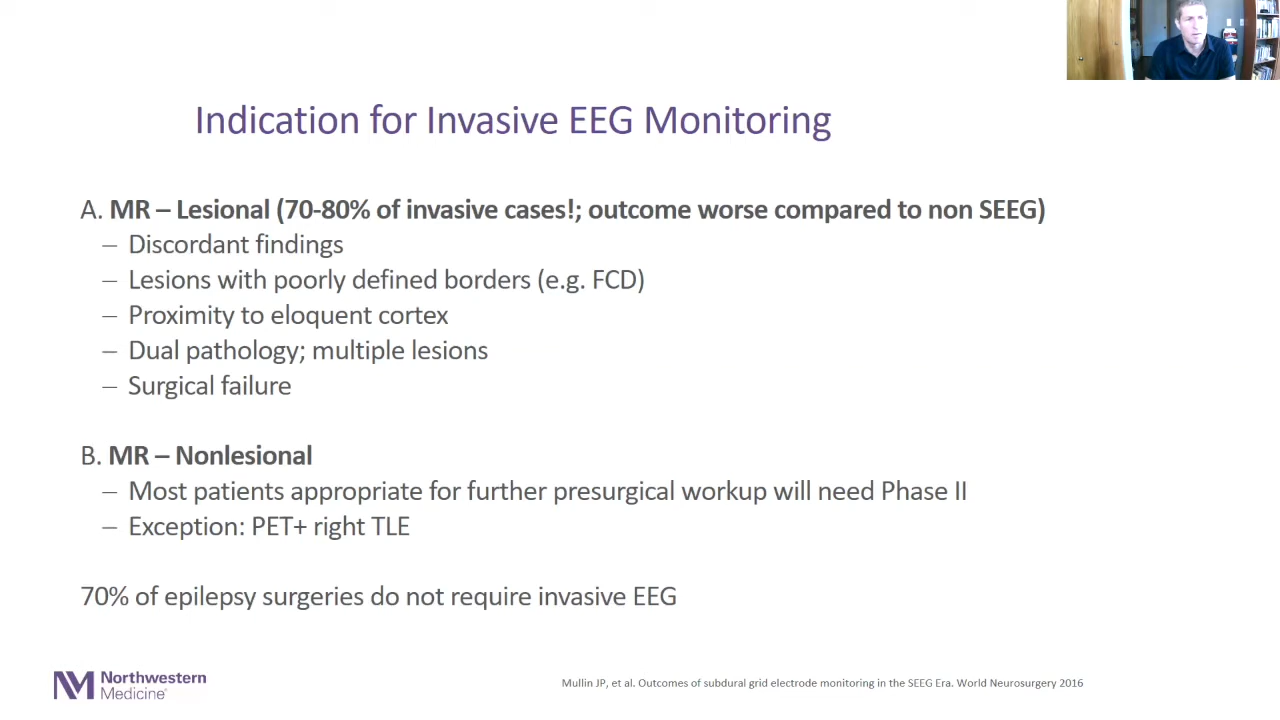 Indication for Invasive EEG Monitoring
A. MR – Lesional (70-80% of invasive cases!; outcome worse compared to non SEEG)
– Discordant findings
– Lesions with poorly defined borders (e.g. FCD)
– Proximity to eloquent cortex
– Dual pathology; multiple lesions
– Surgical failure
B. MR – Nonlesional
– Most patients appropriate for further presurgical workup will need Phase II
– Exception: PET+ right TLE
70% of epilepsy surgeries do not require invasive EEG
Northwestern
Medicine®
Mullin JP, et al. Outcomes of subdural grid electrode monitoring in the SEEG Era. World Neurosurgery 2016